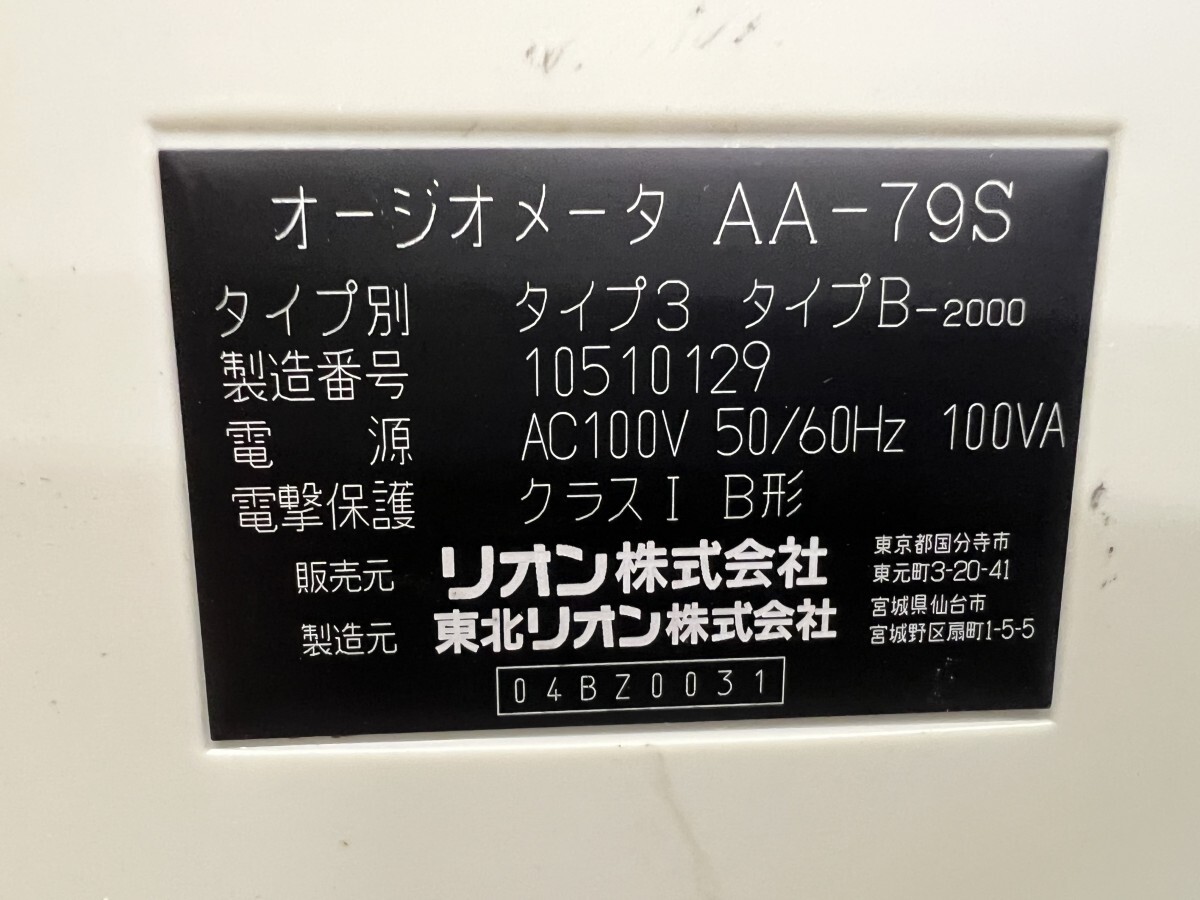 オージオメータ AA-79S
タイプ別 タイプ3 タイプB-2000
製造番号 10510129
電源 AC100V 50/60Hz 100VA
電撃保護 クラスI B形
販売元 リオン株式会社 東京都国分寺市
東元町3-20-41
製造元 東北リオン株式会社 宮城県仙台市
宮城野区扇町1-5-5
04BZ0031